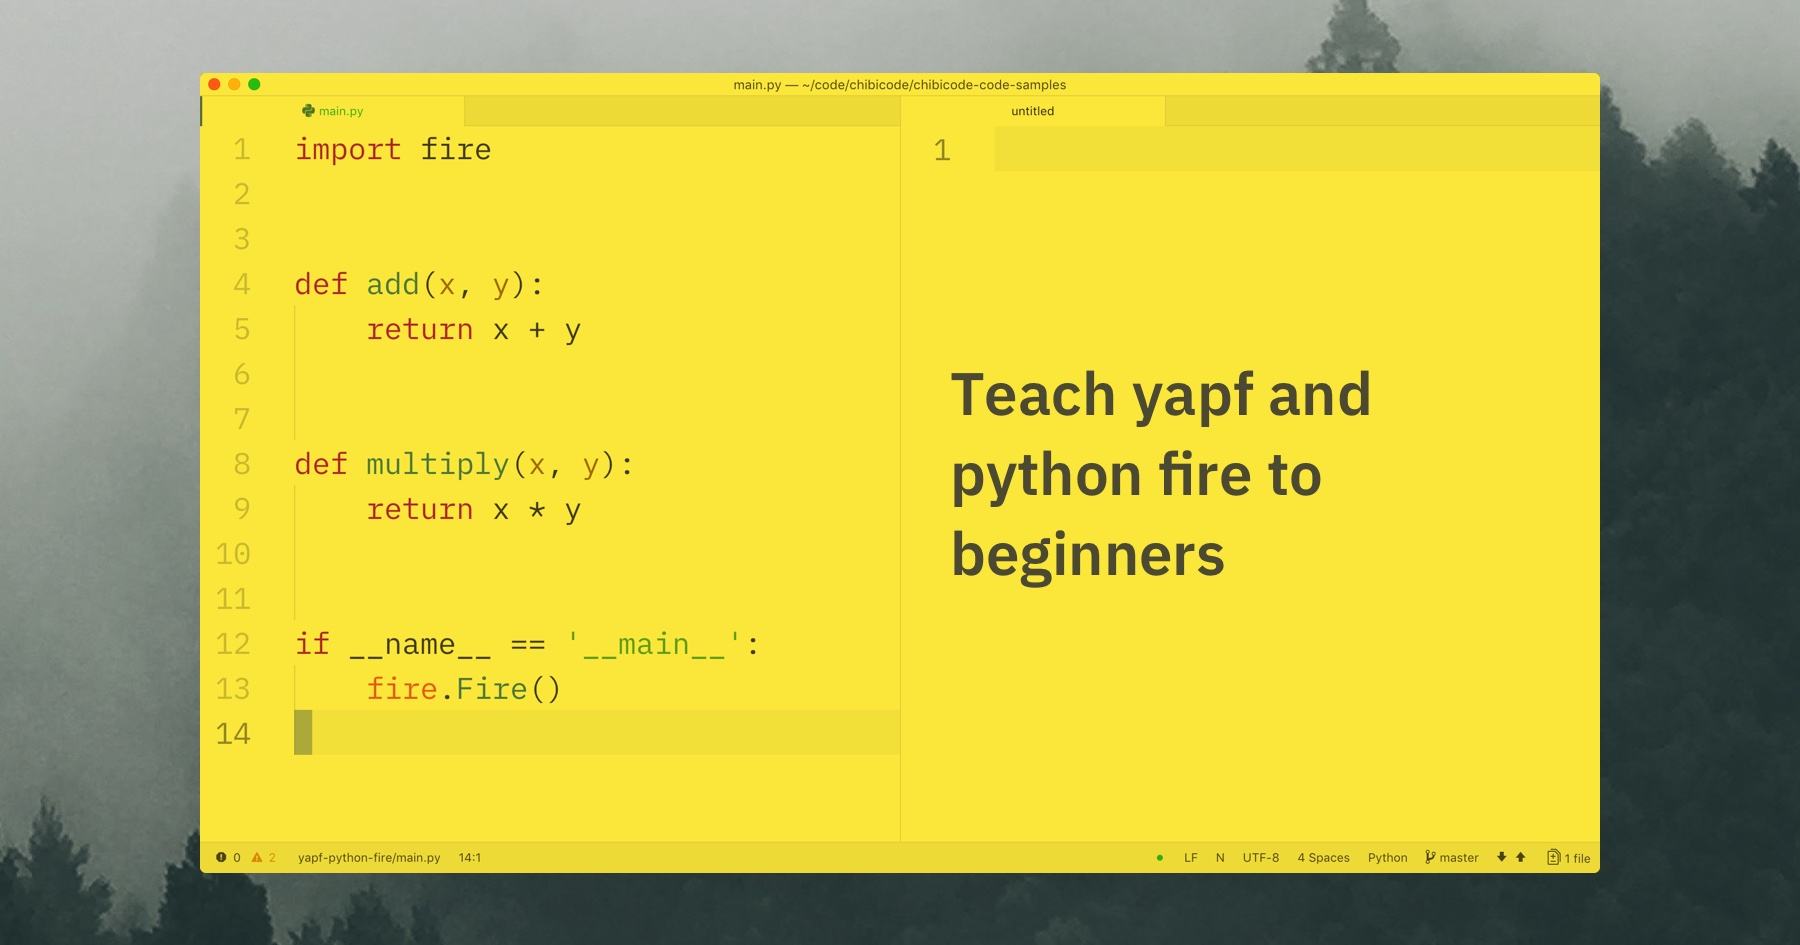 main.py — ~/code/chibicode/chibicode-code-samples
main.py
untitled
1 import fire
2
3
4 def add(x, y):
5     return x + y
6
7
8 def multiply(x, y):
9     return x * y
10
11
12 if __name__ == '__main__':
13     fire.Fire()
14
1
Teach yapf and
python fire to
beginners
0 2 yapf-python-fire/main.py 14:1 LF N UTF-8 4 Spaces Python master 1 file